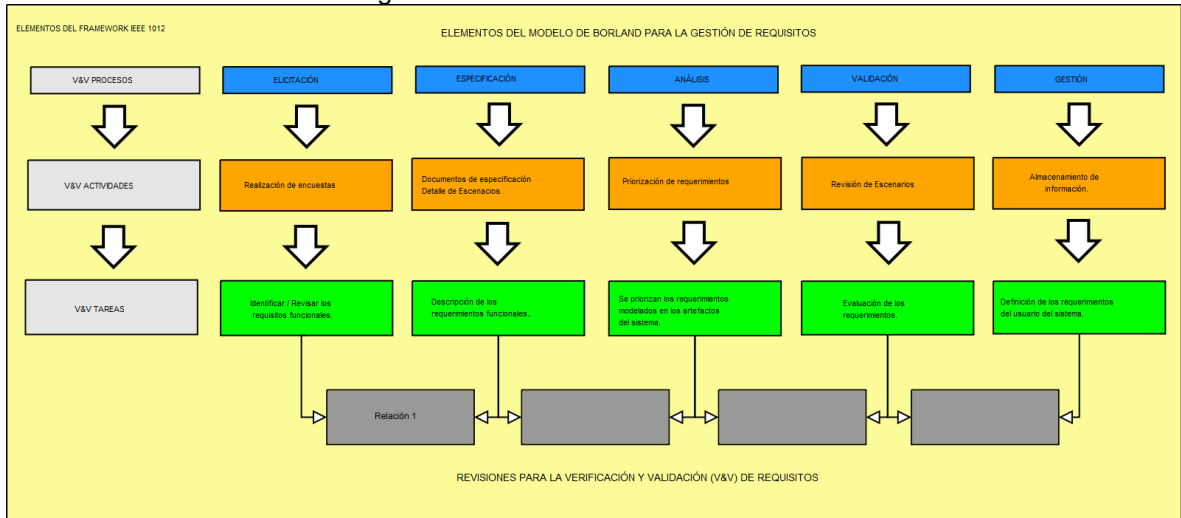 ELEMENTOS DEL FRAMEWORK IEEE 1012
ELEMENTOS DEL MODELO DE BORLAND PARA LA GESTIÓN DE REQUISITOS
V&V PROCESOS
ELICITACIÓN
ESPECIFICACIÓN
ANÁLISIS
VALIDACIÓN
GESTIÓN
V&V ACTIVIDADES
Realización de encuestas
Documentos de especificación
Detalle de Escenacios.
Priorización de requerimientos
Revisión de Escenarios
Almacenamiento de
información.
V&V TAREAS
Identificar / Revisar los
requisitos funcionales.
Descripción de los
requerimientos funcionales..
Se priorizan los requerimientos
modelados en los artefactos
del sistema.
Evaluación de los
requerimientos.
Definición de los requerimientos
del usuario del sistema.
Relación 1
REVISIONES PARA LA VERIFICACIÓN Y VALIDACIÓN (V&V) DE REQUISITOS